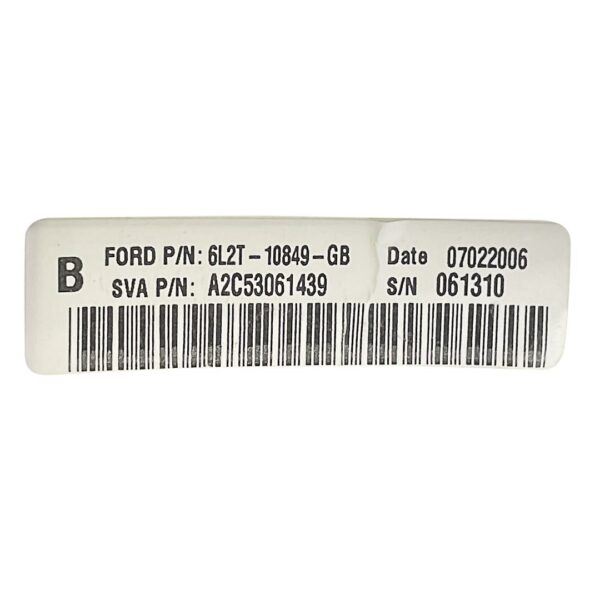 B
FORD P/N: 6L2T-10849-GB Date 07022006
SVA P/N: A2C53061439 S/N 061310